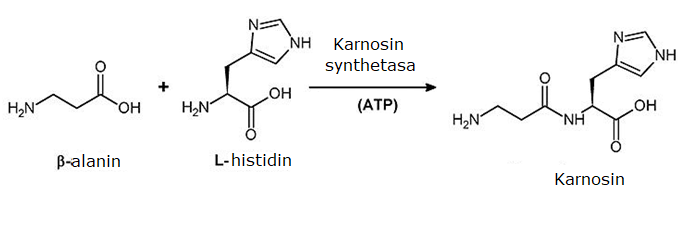 N
NH
Karnosin
synthetasa
O
H₂N
OH
+
H₂N
OH
O
(ATP)
β-alanin
L-histidin
N
NH
O
H₂N
NH
OH
O
Karnosin